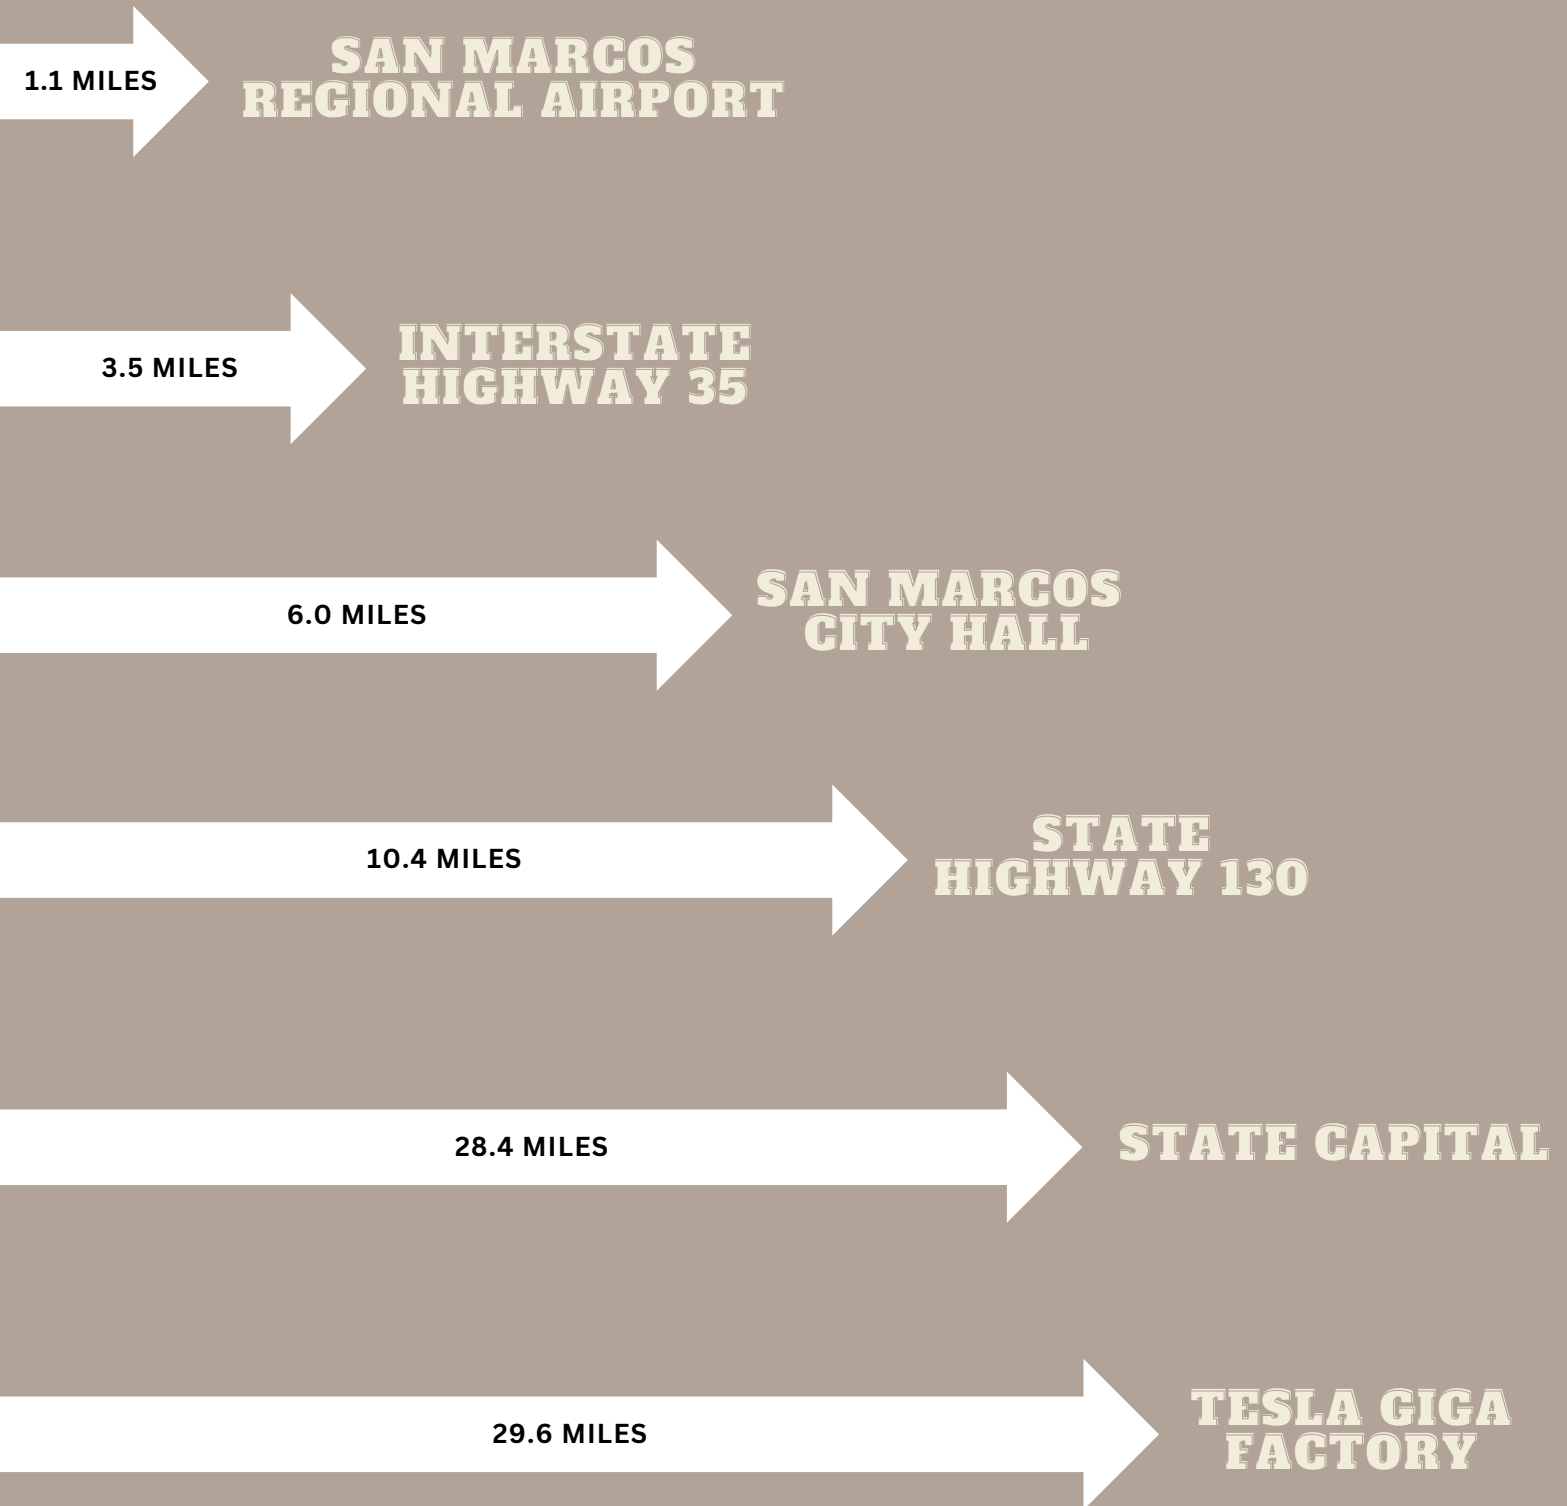 1.1 MILES
SAN MARCOS
REGIONAL AIRPORT
3.5 MILES
INTERSTATE
HIGHWAY 35
6.0 MILES
SAN MARCOS
CITY HALL
10.4 MILES
STATE
HIGHWAY 130
28.4 MILES
STATE CAPITAL
29.6 MILES
TESLA GIGA
FACTORY